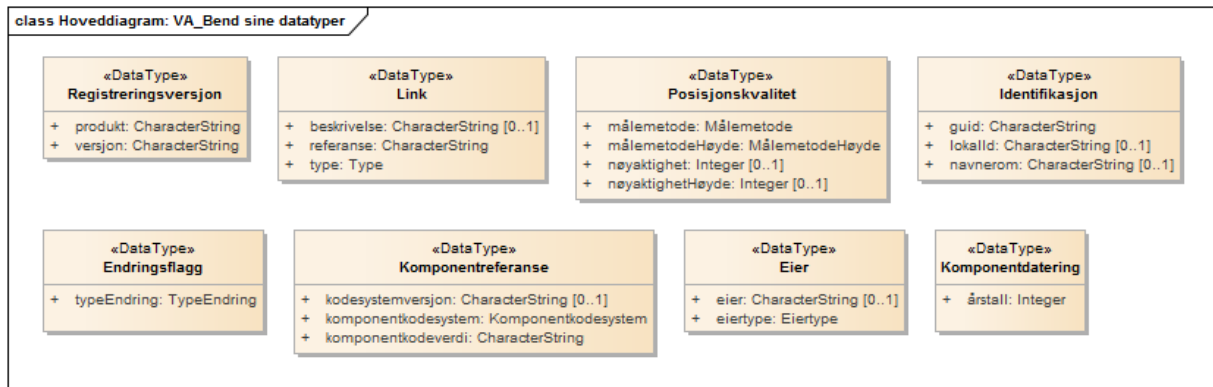 class Hoveddiagram: VA_Bend sine datatyper
«DataType»
Registreringsversjon
+ produkt: CharacterString
+ versjon: CharacterString
«DataType»
Link
+ beskrivelse: CharacterString [0..1]
+ referanse: CharacterString
+ type: Type
«DataType»
Posisjonskvalitet
+ målemetode: Målemetode
+ målemetodeHøyde: MålemetodeHøyde
+ nøyaktighet: Integer [0..1]
+ nøyaktighetHøyde: Integer [0..1]
«DataType»
Identifikasjon
+ guid: CharacterString
+ lokalId: CharacterString [0..1]
+ navnerom: CharacterString [0..1]
«DataType»
Endringsflagg
+ typeEndring: TypeEndring
«DataType»
Komponentreferanse
+ kodesystemversjon: CharacterString [0..1]
+ komponentkodesystem: Komponentkodesystem
+ komponentkodeverdi: CharacterString
«DataType»
Eier
+ eier: CharacterString [0..1]
+ eiertype: Eiertype
«DataType»
Komponentdatering
+ årstall: Integer